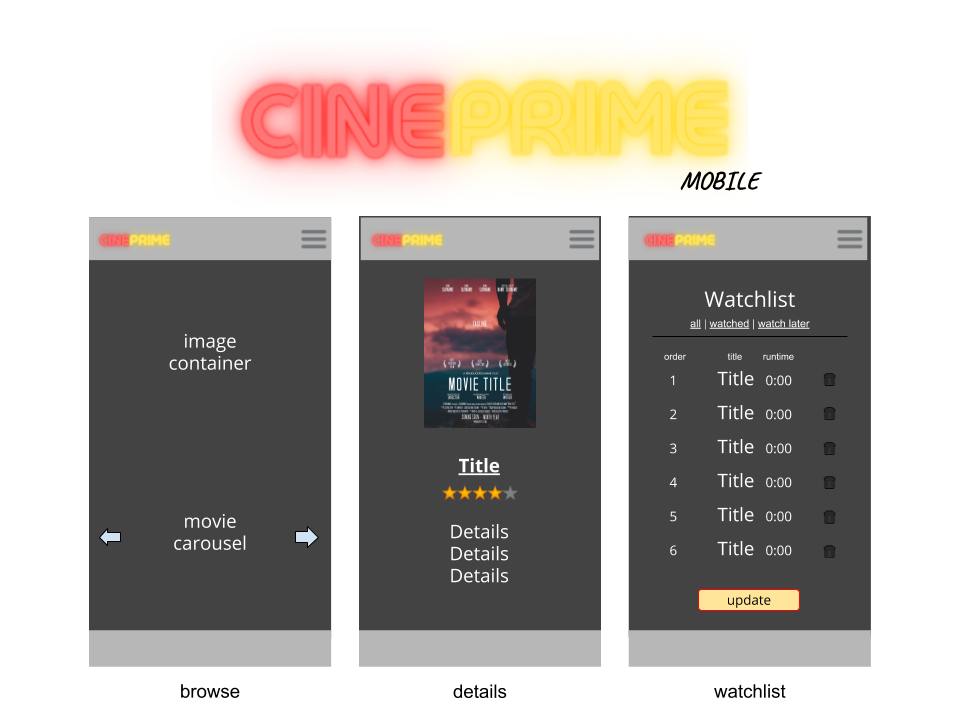 CINEPRIME
MOBILE
CINEPRIME
image
container
movie
carousel
browse
CINEPRIME
MOVIE TITLE
Title
Details
Details
Details
details
CINEPRIME
Watchlist
all | watched | watch later
order title runtime
1 Title 0:00
2 Title 0:00
3 Title 0:00
4 Title 0:00
5 Title 0:00
6 Title 0:00
update
watchlist